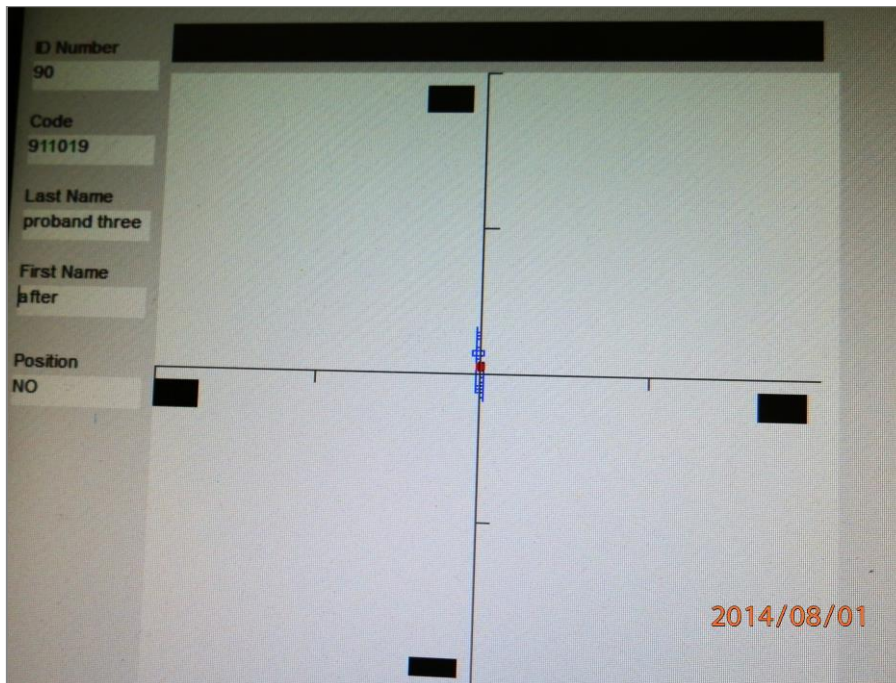 ID Number
90
Code
911019
Last Name
proband three
First Name
after
Position
NO
2014/08/01